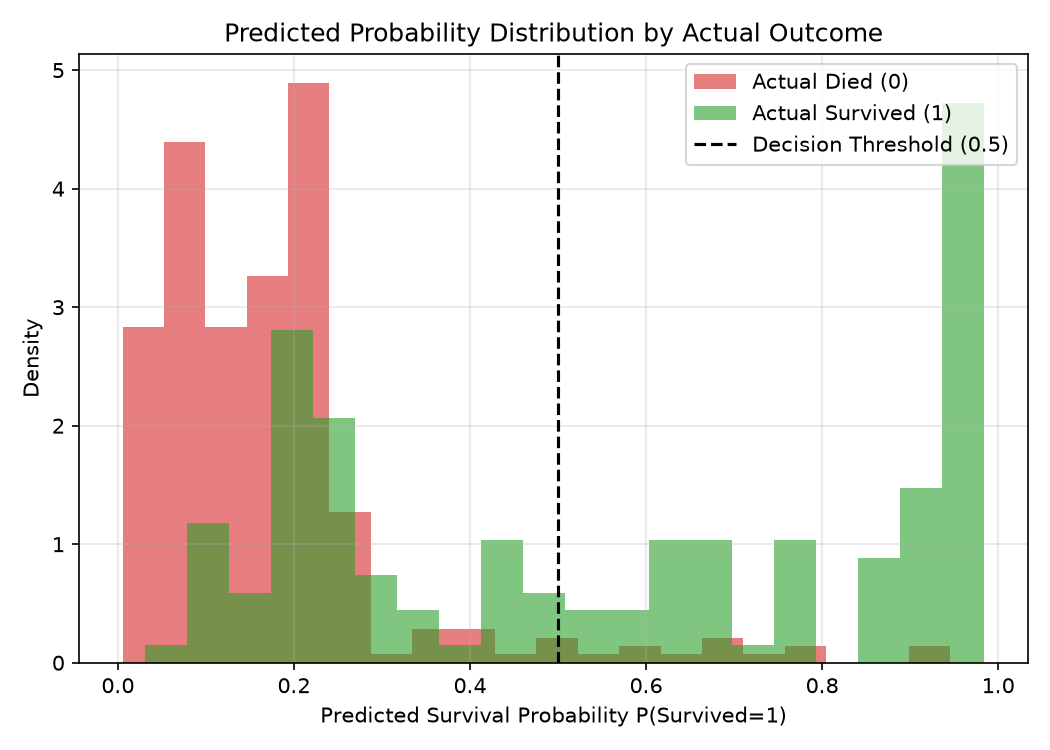 Predicted Probability Distribution by Actual Outcome
Actual Died (0)
Actual Survived (1)
Decision Threshold (0.5)
Density
5
4
3
2
1
0
0.0 0.2 0.4 0.6 0.8 1.0
Predicted Survival Probability P(Survived=1)